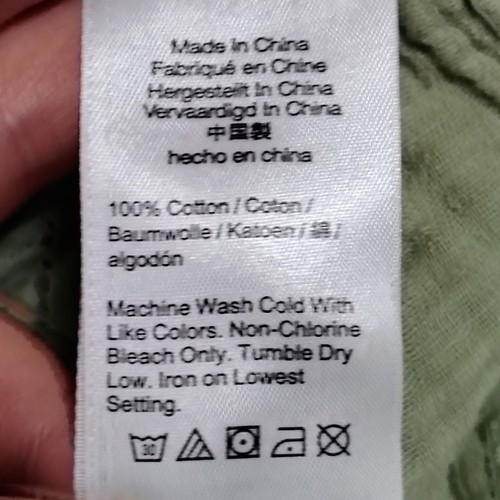 Made In China
Fabriqué en Chine
Hergestellt In China
Vervaardigd In China
中国製
hecho en china
100% Cotton / Coton /
Baumwolle / Katoen / 綿 /
algodón
Machine Wash Cold With
Like Colors. Non-Chlorine
Bleach Only. Tumble Dry
Low. Iron on Lowest
Setting.
30